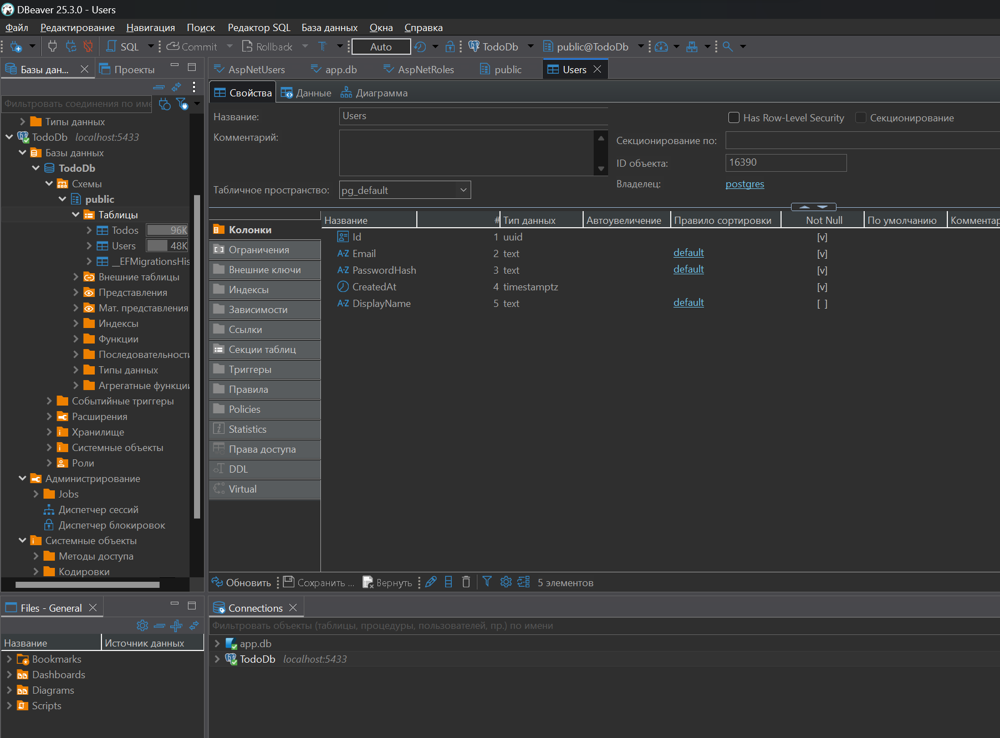 DBeaver 25.3.0 - Users
Файл Редактирование Навигация Поиск Редактор SQL База данных Окна Справка
SQL Commit Rollback Auto TodoDb public@TodoDb
Базы дан... Проекты
AspNetUsers app.db AspNetRoles public Users
Свойства Данные Диаграмма
Фильтровать соединения по име
Типы данных
TodoDb localhost:5433
Базы данных
TodoDb
Схемы
public
Таблицы
Todos 96K
Users 48K
__EFMigrationsHis
Внешние таблицы
Представления
Мат. представления
Индексы
Функции
Последовательност
Типы данных
Агрегатные функци
Событийные триггеры
Расширения
Хранилище
Системные объекты
Роли
Администрирование
Jobs
Диспетчер сессий
Диспетчер блокировок
Системные объекты
Методы доступа
Кодировки
Название: Users
Комментарий:
Табличное пространство: pg_default
Has Row-Level Security Секционирование
Секционирование по:
ID объекта: 16390
Владелец: postgres
Колонки
Ограничения
Внешние ключи
Индексы
Зависимости
Ссылки
Секции таблиц
Триггеры
Правила
Policies
Statistics
Права доступа
DDL
Virtual
Название # Тип данных Автоувеличение Правило сортировки Not Null По умолчанию Коммента
Id 1 uuid [v]
Email 2 text default [v]
PasswordHash 3 text default [v]
CreatedAt 4 timestamptz [v]
DisplayName 5 text default [ ]
Обновить Сохранить ... Вернуть 5 элементов
Files - General
Название Источник данных
Bookmarks
Dashboards
Diagrams
Scripts
Connections
Фильтровать объекты (таблицы, процедуры, пользователей, пр.) по имени
app.db
TodoDb localhost:5433